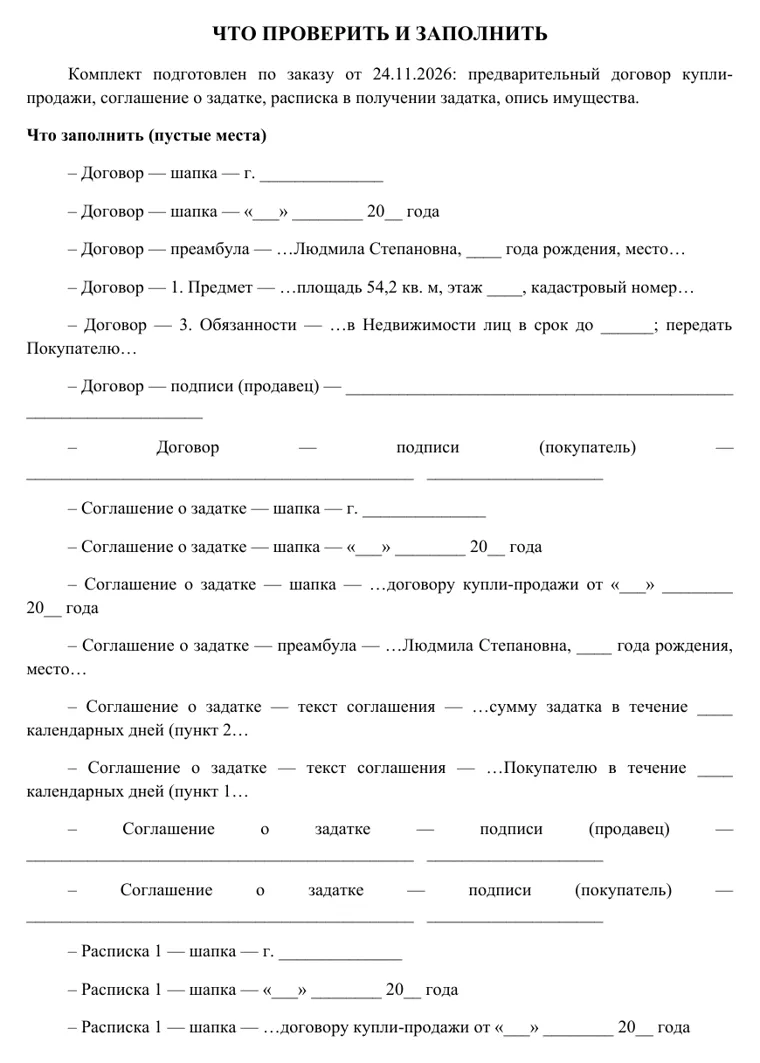 ЧТО ПРОВЕРИТЬ И ЗАПОЛНИТЬ
Комплект подготовлен по заказу от 24.11.2026: предварительный договор купли-
продажи, соглашение о задатке, расписка в получении задатка, опись имущества.
Что заполнить (пустые места)
– Договор — шапка — г. ______________
– Договор — шапка — «___» ________ 20__ года
– Договор — преамбула — …Людмила Степановна, ____ года рождения, место…
– Договор — 1. Предмет — …площадь 54,2 кв. м, этаж ____, кадастровый номер…
– Договор — 3. Обязанности — …в Недвижимости лиц в срок до ______; передать
Покупателю…
– Договор — подписи (продавец) — ____________________________________________
____________________
– Договор — подписи (покупатель) —
____________________________________________ ____________________
– Соглашение о задатке — шапка — г. ______________
– Соглашение о задатке — шапка — «___» ________ 20__ года
– Соглашение о задатке — шапка — …договору купли-продажи от «___» ________
20__ года
– Соглашение о задатке — преамбула — …Людмила Степановна, ____ года рождения,
место…
– Соглашение о задатке — текст соглашения — …сумму задатка в течение ____
календарных дней (пункт 2…
– Соглашение о задатке — текст соглашения — …Покупателю в течение ____
календарных дней (пункт 1…
– Соглашение о задатке — подписи (продавец) —
____________________________________________ ____________________
– Соглашение о задатке — подписи (покупатель) —
____________________________________________ ____________________
– Расписка 1 — шапка — г. ______________
– Расписка 1 — шапка — «___» ________ 20__ года
– Расписка 1 — шапка — …договору купли-продажи от «___» ________ 20__ года